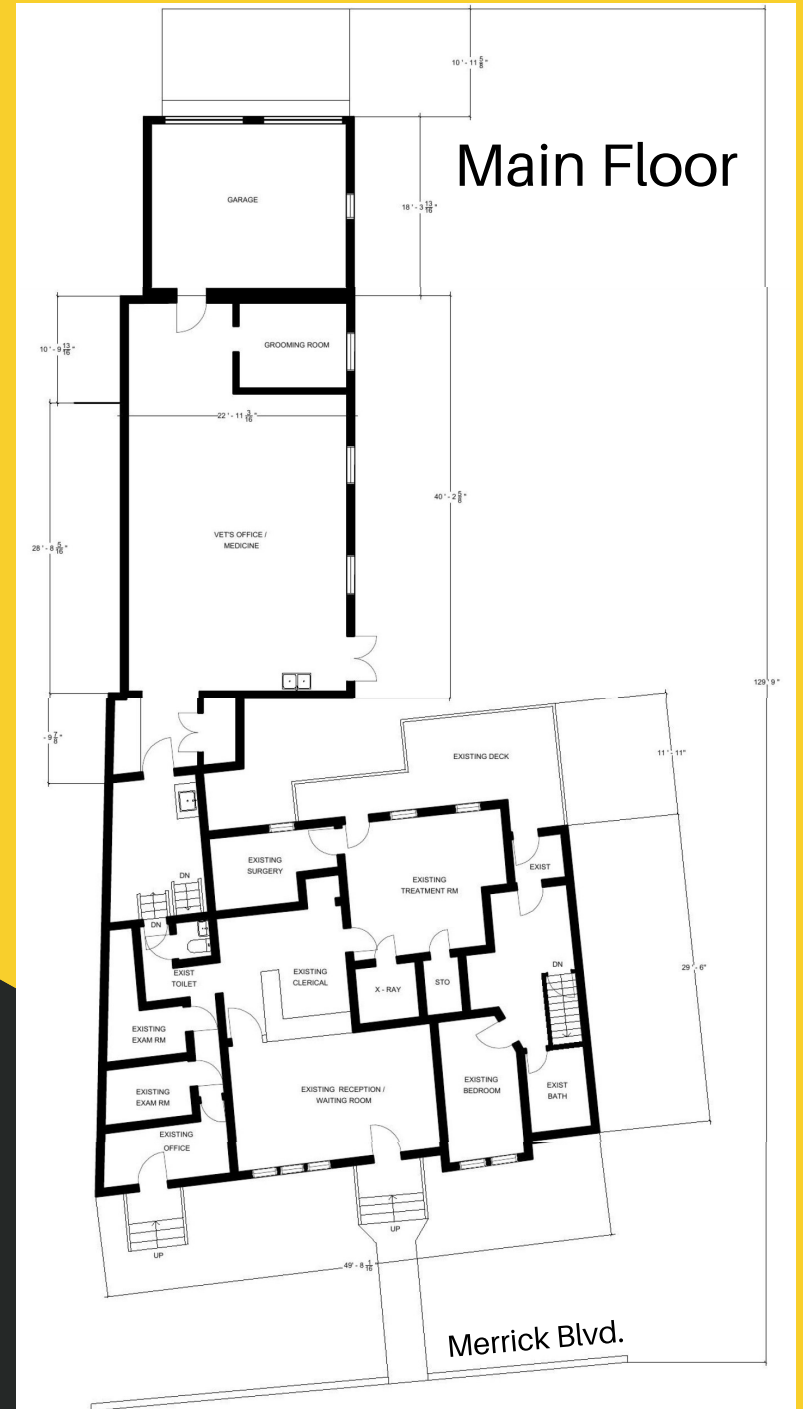 10' - 11 5/8"
Main Floor
GARAGE
18' - 3 13/16"
10' - 9 13/16"
GROOMING ROOM
22' - 11 3/16"
40' - 2 5/8"
VET'S OFFICE /
MEDICINE
28' - 8 5/16"
129' 9"
- 9 7/8"
EXISTING DECK
11' - 11"
EXISTING
SURGERY
EXISTING
TREATMENT RM
EXIST
DN
DN
EXIST
TOILET
EXISTING
CLERICAL
X - RAY
STO
DN
29' - 6"
EXISTING
EXAM RM
EXISTING
EXAM RM
EXISTING RECEPTION /
WAITING ROOM
EXISTING
BEDROOM
EXIST
BATH
EXISTING
OFFICE
UP
UP
49' - 8 1/16"
Merrick Blvd.